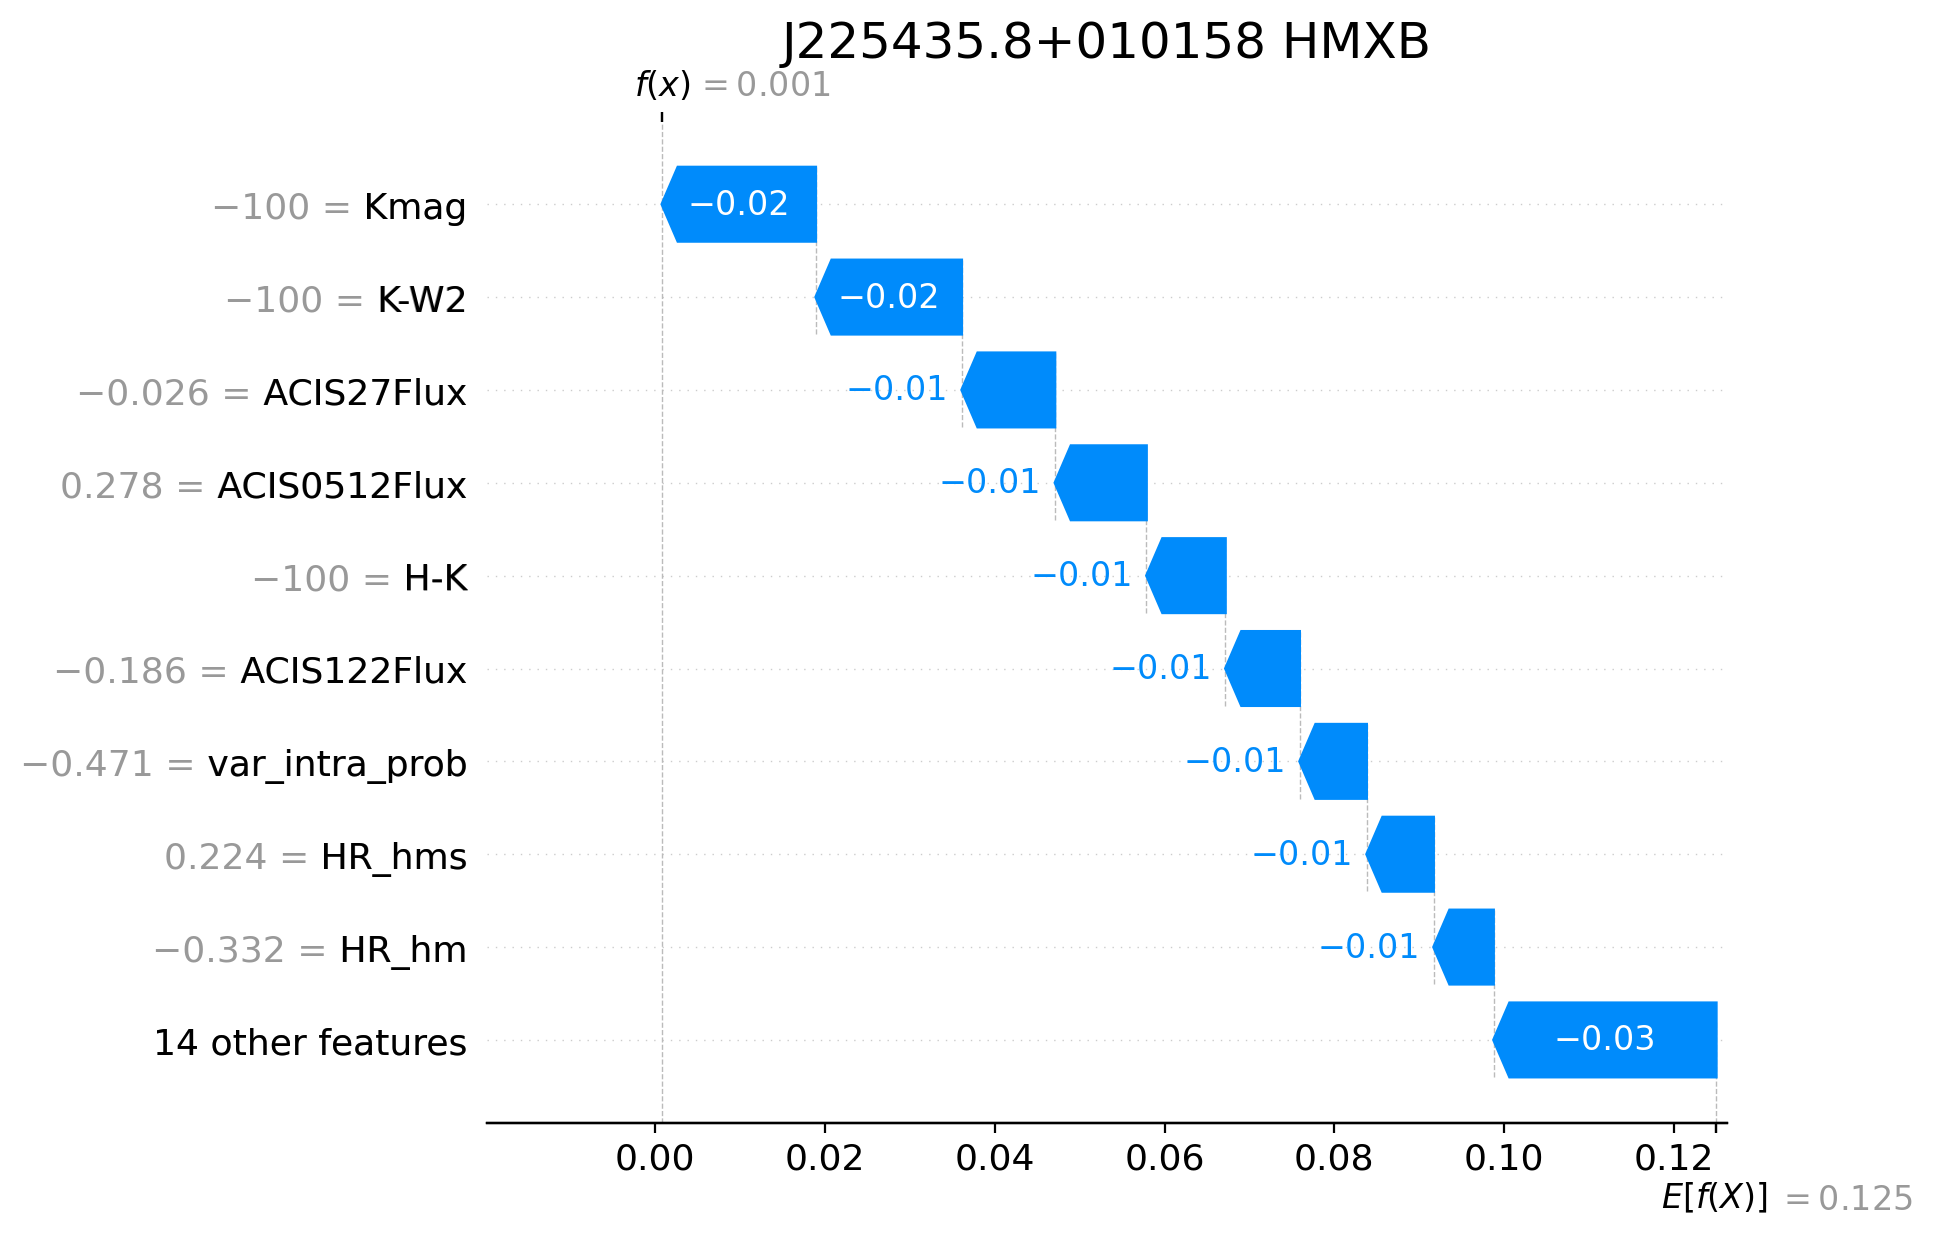 J225435.8+010158 HMXB
f(x) = 0.001
−100 = Kmag −0.02
−100 = K-W2 −0.02
−0.026 = ACIS27Flux −0.01
0.278 = ACIS0512Flux −0.01
−100 = H-K −0.01
−0.186 = ACIS122Flux −0.01
−0.471 = var_intra_prob −0.01
0.224 = HR_hms −0.01
−0.332 = HR_hm −0.01
14 other features −0.03
0.00 0.02 0.04 0.06 0.08 0.10 0.12
E[f(X)] = 0.125